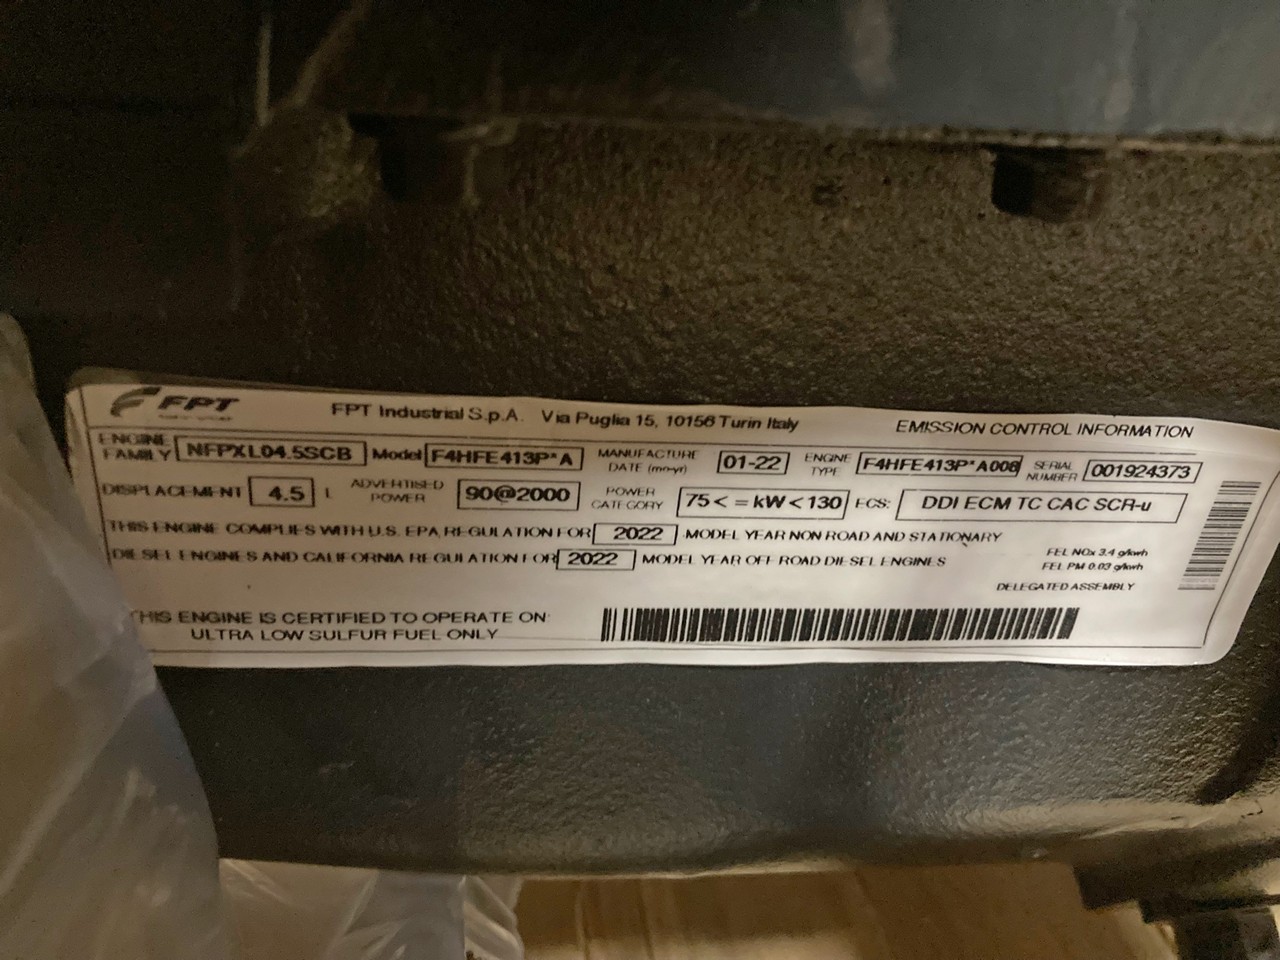 FPT
FPT Industrial S.p.A. Via Puglia 15, 10156 Turin Italy
EMISSION CONTROL INFORMATION
ENGINE FAMILY NFPXL04.5SCB Model F4HFE413P*A MANUFACTURE DATE (mo-yr) 01-22 ENGINE TYPE F4HFE413P*A008 SERIAL NUMBER 001924373
DISPLACEMENT 4.5 L ADVERTISED POWER 90@2000 POWER CATEGORY 75 < = kW < 130 ECS: DDI ECM TC CAC SCR-u
THIS ENGINE COMPLIES WITH U.S. EPA REGULATION FOR 2022 MODEL YEAR NON ROAD AND STATIONARY
DIESEL ENGINES AND CALIFORNIA REGULATION FOR 2022 MODEL YEAR OFF ROAD DIESEL ENGINES
FEL NOx 3.4 g/kwh
FEL PM 0.03 g/kwh
DELEGATED ASSEMBLY
THIS ENGINE IS CERTIFIED TO OPERATE ON:
ULTRA LOW SULFUR FUEL ONLY